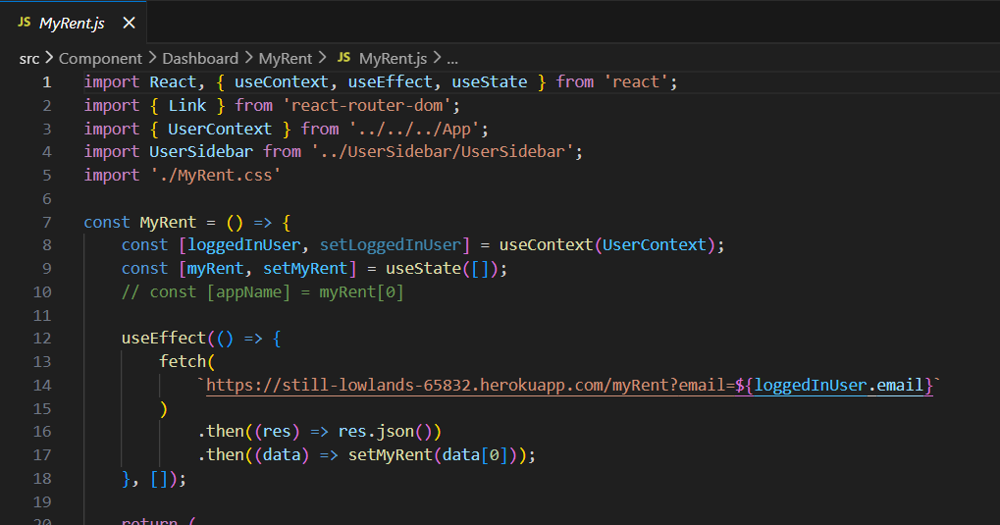 JS MyRent.js ×
src > Component > Dashboard > MyRent > JS MyRent.js > ...
1 import React, { useContext, useEffect, useState } from 'react';
2 import { Link } from 'react-router-dom';
3 import { UserContext } from '../../../App';
4 import UserSidebar from '../UserSidebar/UserSidebar';
5 import './MyRent.css'
6
7 const MyRent = () => {
8 const [loggedInUser, setLoggedInUser] = useContext(UserContext);
9 const [myRent, setMyRent] = useState([]);
10 // const [appName] = myRent[0]
11
12 useEffect(() => {
13 fetch(
14 `https://still-lowlands-65832.herokuapp.com/myRent?email=${loggedInUser.email}`
15 )
16 .then((res) => res.json())
17 .then((data) => setMyRent(data[0]));
18 }, []);
19
20 return (